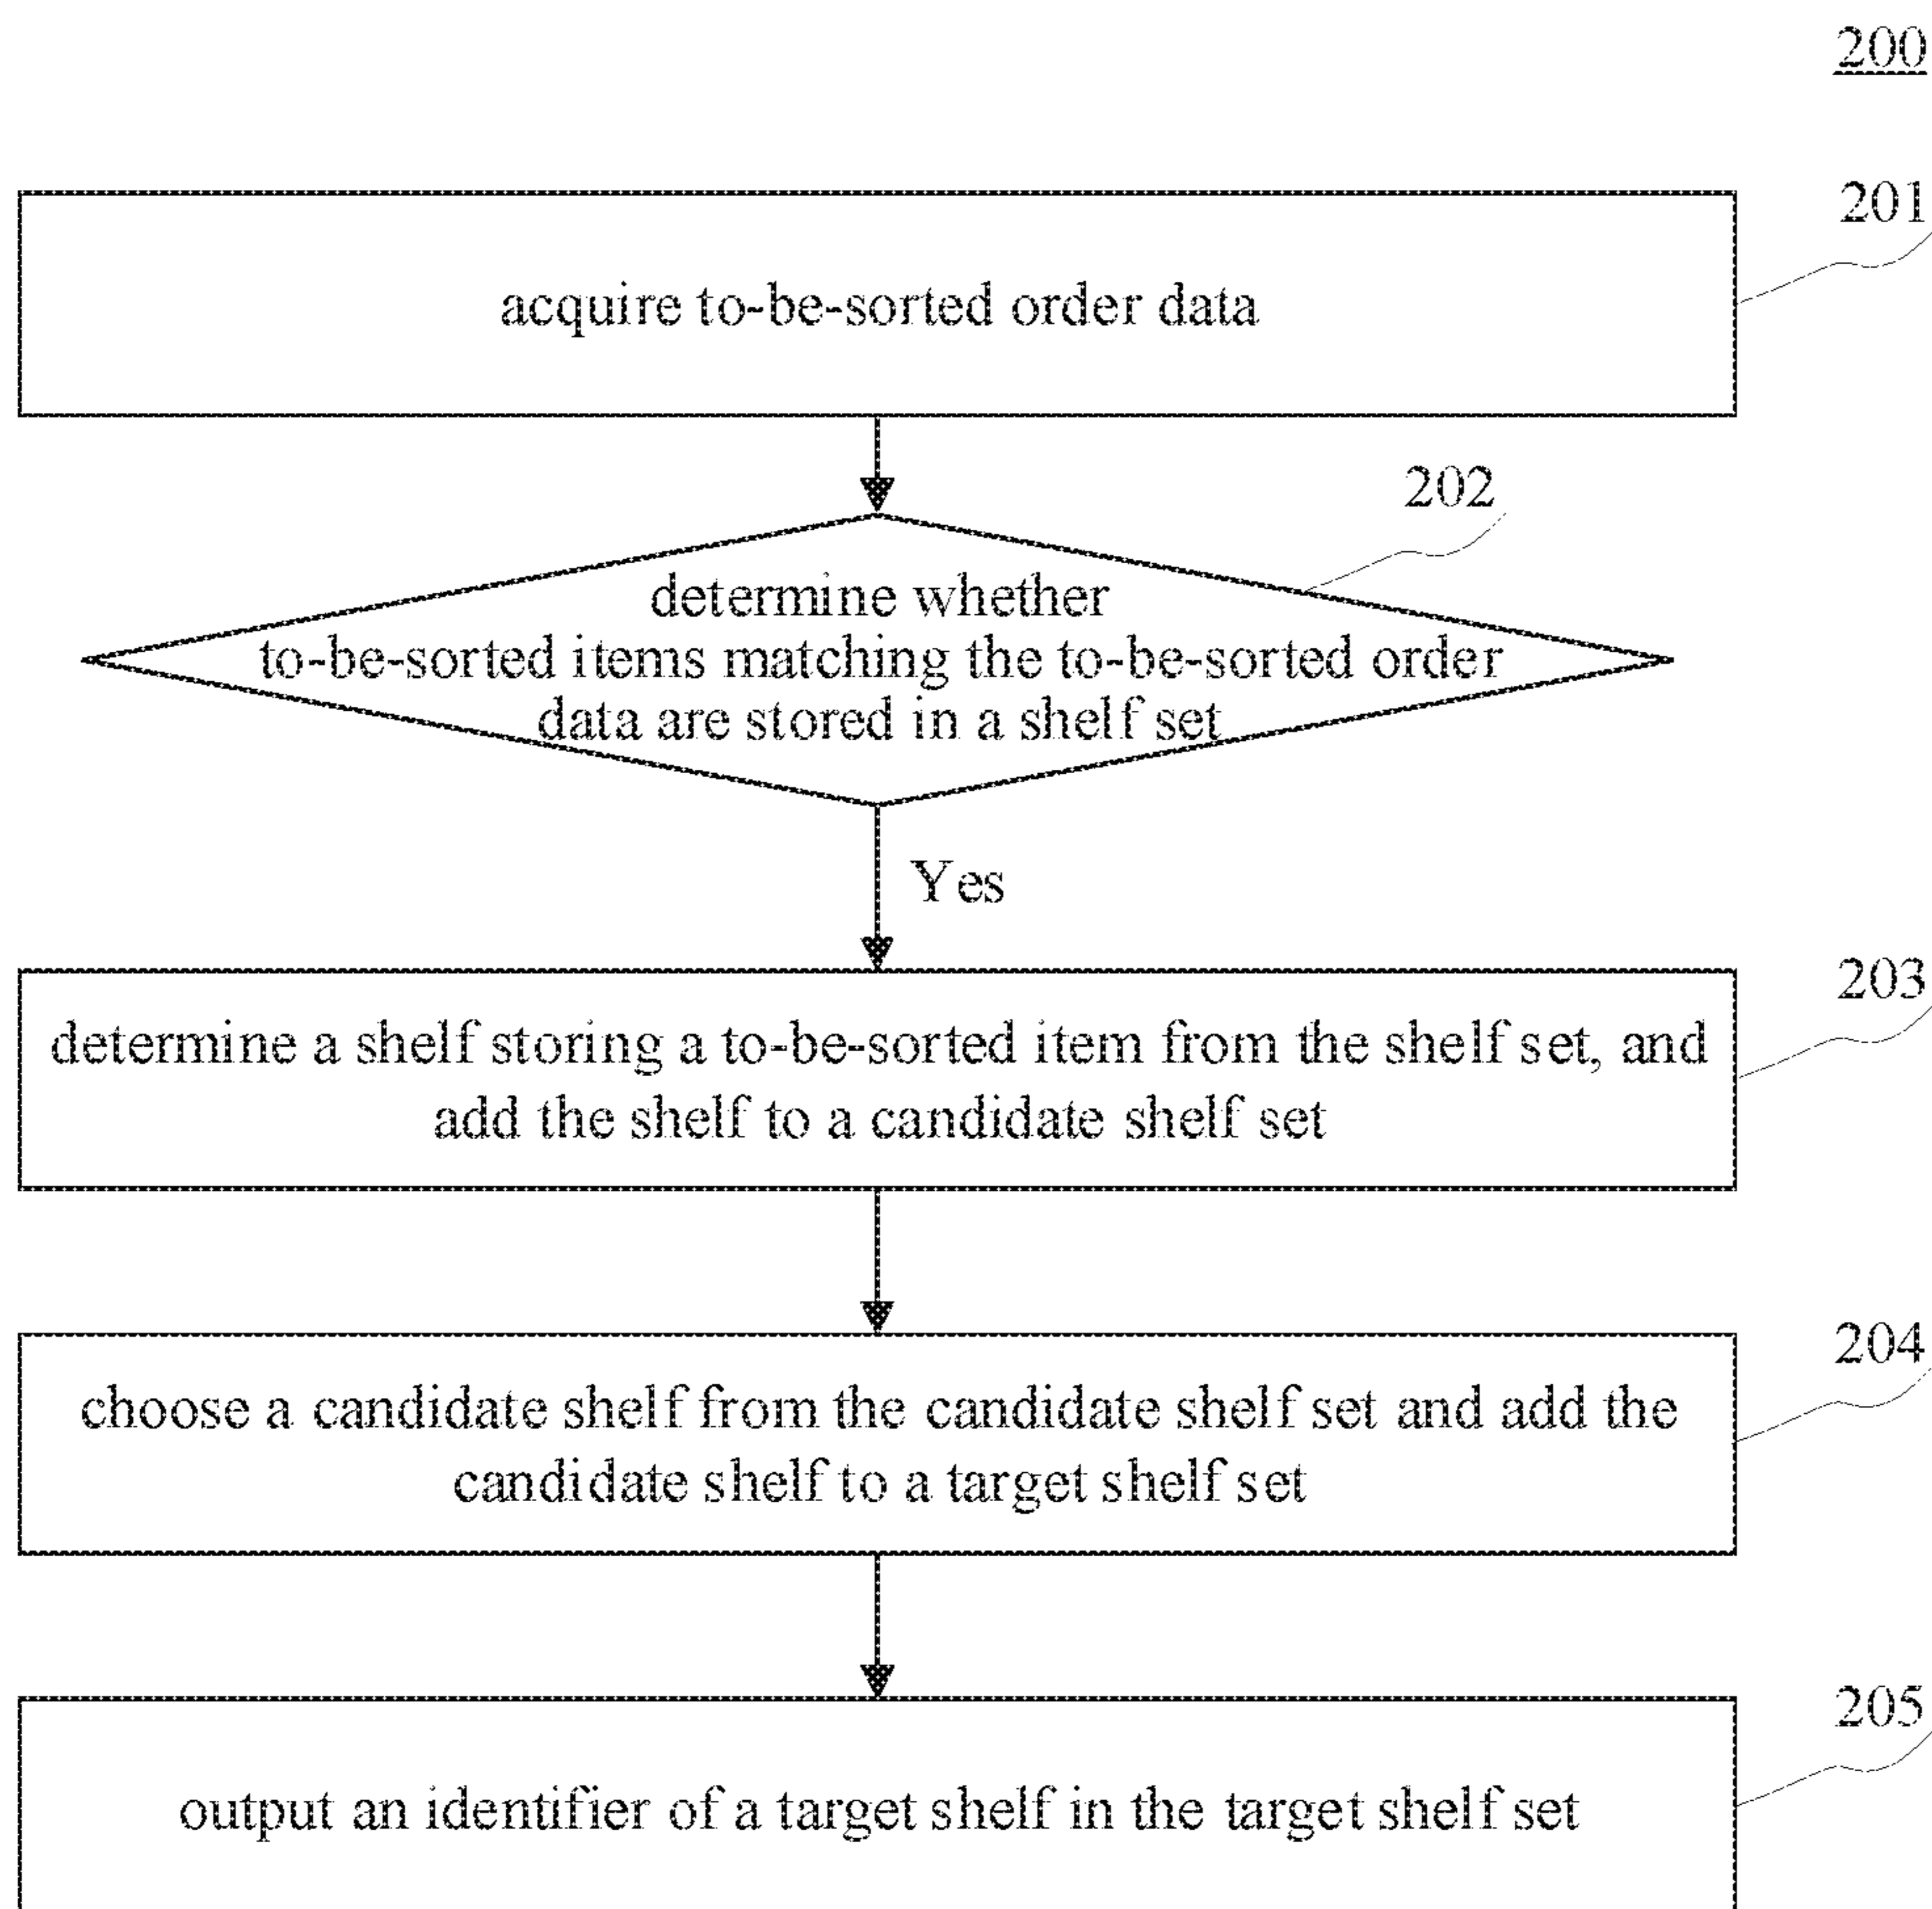 200
201
acquire to-be-sorted order data
202
determine whether
to-be-sorted items matching the to-be-sorted order
data are stored in a shelf set
Yes
203
determine a shelf storing a to-be-sorted item from the shelf set, and
add the shelf to a candidate shelf set
204
choose a candidate shelf from the candidate shelf set and add the
candidate shelf to a target shelf set
205
output an identifier of a target shelf in the target shelf set